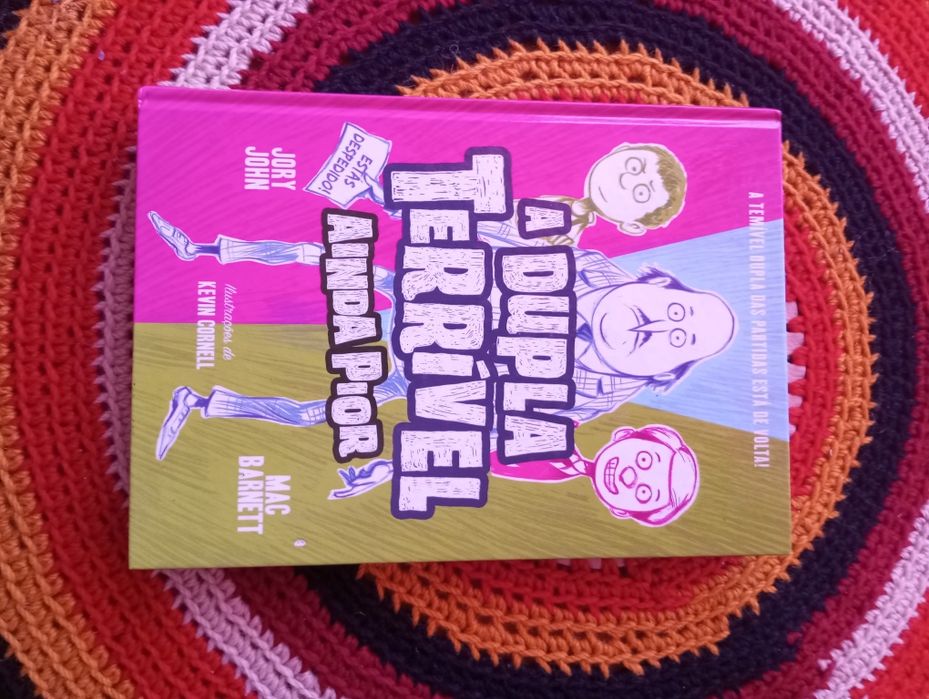 A TEMÍVEL DUPLA DAS PARTIDAS ESTÁ DE VOLTA!
A DUPLA
TERRÍVEL
AINDA PIOR
ESTÁS
DESPEDIDO!
JORY
JOHN
Ilustrações de
KEVIN CORNELL
MAC
BARNETT